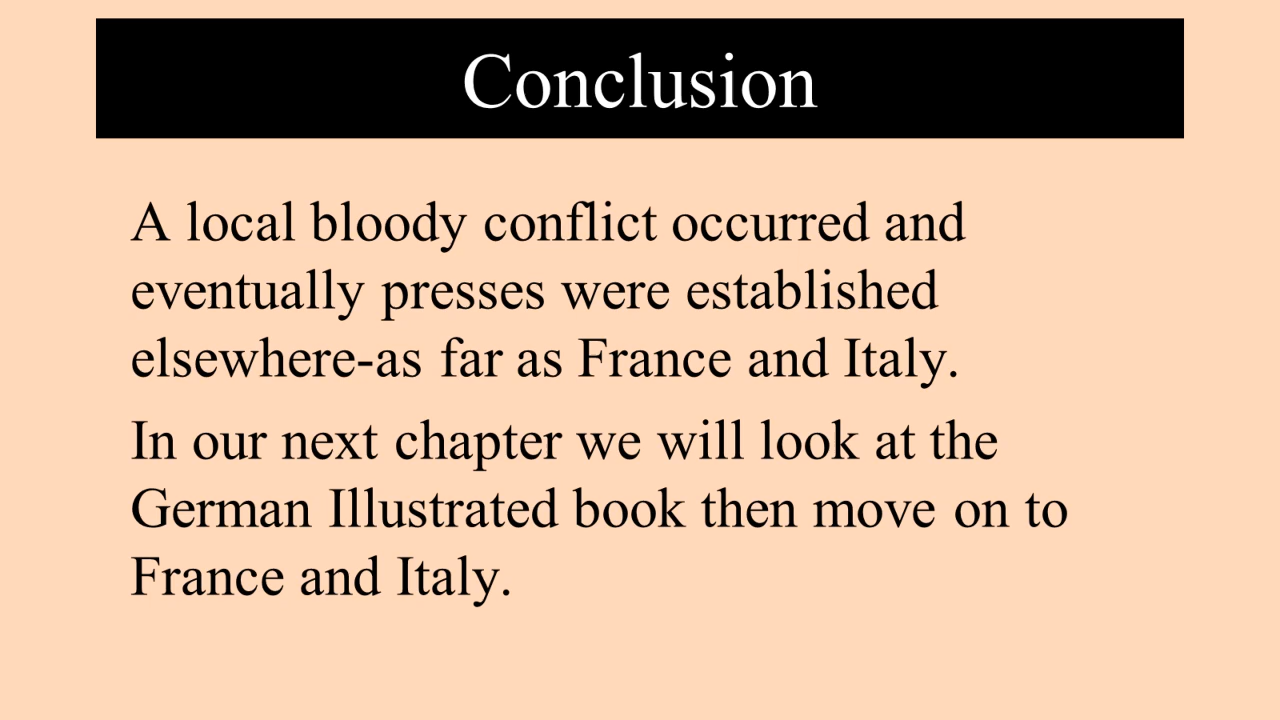 Conclusion
A local bloody conflict occurred and
eventually presses were established
elsewhere-as far as France and Italy.
In our next chapter we will look at the
German Illustrated book then move on to
France and Italy.